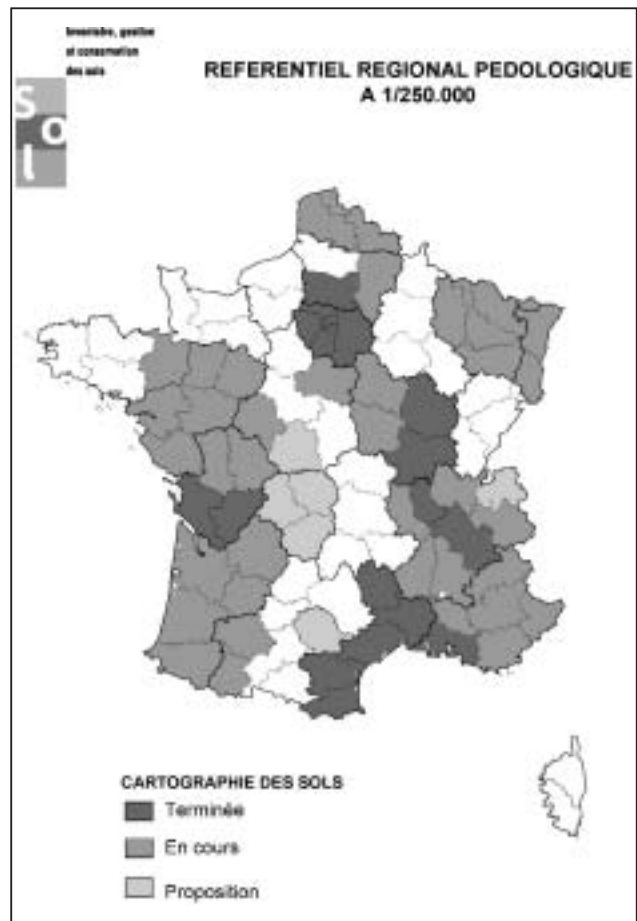 Inventaire, gestion
et conservation
des sols
REFERENTIEL REGIONAL PEDOLOGIQUE
A 1/250.000
Sol
CARTOGRAPHIE DES SOLS
Terminée
En cours
Proposition